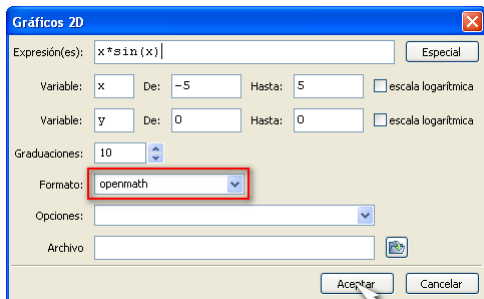 Gráficos 2D
Expresión(es): x*sin(x) Especial
Variable: x De: -5 Hasta: 5 escala logarítmica
Variable: y De: 0 Hasta: 0 escala logarítmica
Graduaciones: 10
Formato: openmath
Opciones:
Archivo
Aceptar Cancelar